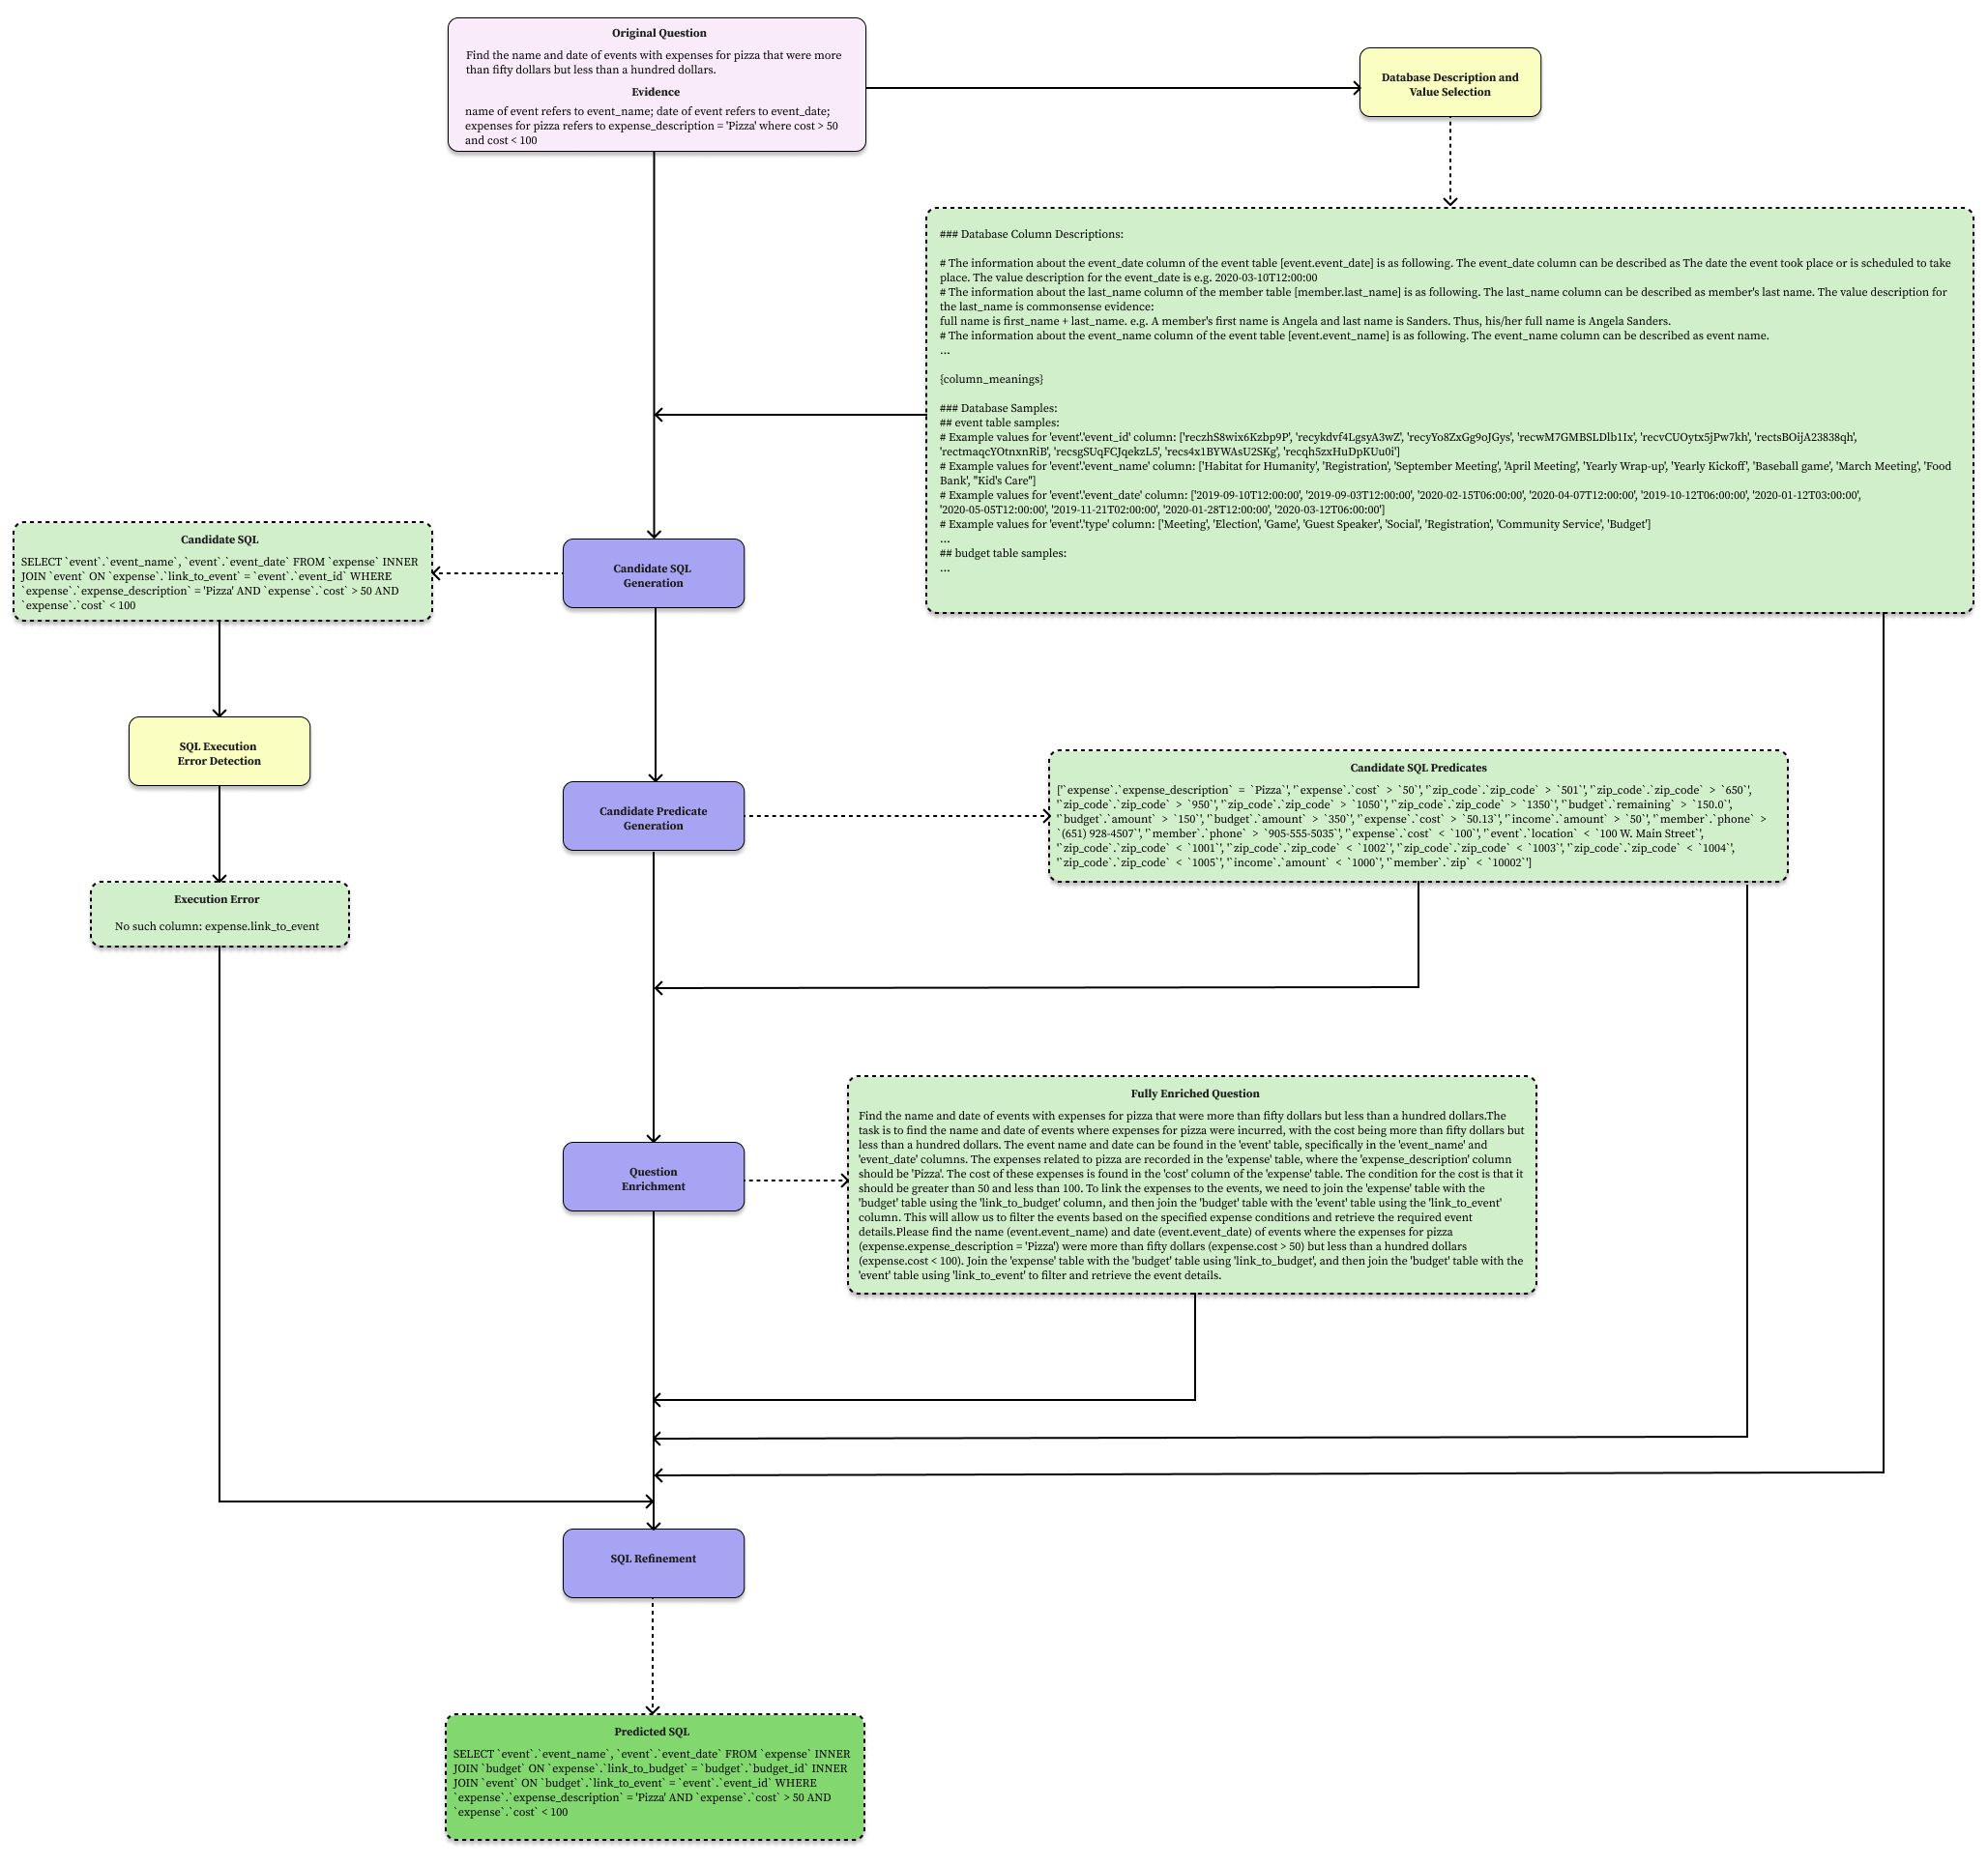 Original Question
Find the name and date of events with expenses for pizza that were more
than fifty dollars but less than a hundred dollars.
Evidence
name of event refers to event_name; date of event refers to event_date;
expenses for pizza refers to expense_description = 'Pizza' where cost > 50
and cost < 100
Database Description and
Value Selection
### Database Column Descriptions:
# The information about the event_date column of the event table [event.event_date] is as following. The event_date column can be described as The date the event took place or is scheduled to take
place. The value description for the event_date is e.g. 2020-03-10T12:00:00
# The information about the last_name column of the member table [member.last_name] is as following. The last_name column can be described as member's last name. The value description for
the last_name is commonsense evidence:
full name is first_name + last_name. e.g. A member's first name is Angela and last name is Sanders. Thus, his/her full name is Angela Sanders.
# The information about the event_name column of the event table [event.event_name] is as following. The event_name column can be described as event name.
...
{column_meanings}
### Database Samples:
## event table samples:
# Example values for 'event'.'event_id' column: ['reczhS8wix6Kzbp9P', 'recykdvf4LgsyA3wZ', 'recyYo8ZxGg9oJGys', 'recwM7GMBSLDlb1Ix', 'recvCUOytx5jPw7kh', 'rectsBOijA23838qh',
'rectmaqcYOtnxnRiB', 'recsgSUqFCJqekzL5', 'recs4x1BYWAsU2SKg', 'recqh5zxHuDpKUu0i']
# Example values for 'event'.'event_name' column: ['Habitat for Humanity', 'Registration', 'September Meeting', 'April Meeting', 'Yearly Wrap-up', 'Yearly Kickoff', 'Baseball game', 'March Meeting', 'Food
Bank', "Kid's Care"]
# Example values for 'event'.'event_date' column: ['2019-09-10T12:00:00', '2019-09-03T12:00:00', '2020-02-15T06:00:00', '2020-04-07T12:00:00', '2019-10-12T06:00:00', '2020-01-12T03:00:00',
'2020-05-05T12:00:00', '2019-11-21T02:00:00', '2020-01-28T12:00:00', '2020-03-12T06:00:00']
# Example values for 'event'.'type' column: ['Meeting', 'Election', 'Game', 'Guest Speaker', 'Social', 'Registration', 'Community Service', 'Budget']
...
## budget table samples:
...
Candidate SQL
SELECT `event`.`event_name`, `event`.`event_date` FROM `expense` INNER
JOIN `event` ON `expense`.`link_to_event` = `event`.`event_id` WHERE
`expense`.`expense_description` = 'Pizza' AND `expense`.`cost` > 50 AND
`expense`.`cost` < 100
Candidate SQL
Generation
SQL Execution
Error Detection
Candidate Predicate
Generation
Candidate SQL Predicates
['`expense`.`expense_description` = `Pizza`', '`expense`.`cost` > `50`', '`zip_code`.`zip_code` > `501`', '`zip_code`.`zip_code` > `650`',
'`zip_code`.`zip_code` > `950`', '`zip_code`.`zip_code` > `1050`', '`zip_code`.`zip_code` > `1350`', '`budget`.`remaining` > `150.0`',
'`budget`.`amount` > `150`', '`budget`.`amount` > `350`', '`expense`.`cost` > `50.13`', '`income`.`amount` > `50`', '`member`.`phone` >
`(651) 928-4507`', '`member`.`phone` > `905-555-5035`', '`expense`.`cost` < `100`', '`event`.`location` < `100 W. Main Street`',
'`zip_code`.`zip_code` < `1001`', '`zip_code`.`zip_code` < `1002`', '`zip_code`.`zip_code` < `1003`', '`zip_code`.`zip_code` < `1004`',
'`zip_code`.`zip_code` < `1005`', '`income`.`amount` < `1000`', '`member`.`zip` < `10002`']
Execution Error
No such column: expense.link_to_event
Question
Enrichment
Fully Enriched Question
Find the name and date of events with expenses for pizza that were more than fifty dollars but less than a hundred dollars.The
task is to find the name and date of events where expenses for pizza were incurred, with the cost being more than fifty dollars but
less than a hundred dollars. The event name and date can be found in the 'event' table, specifically in the 'event_name' and
'event_date' columns. The expenses related to pizza are recorded in the 'expense' table, where the 'expense_description' column
should be 'Pizza'. The cost of these expenses is found in the 'cost' column of the 'expense' table. The condition for the cost is that it
should be greater than 50 and less than 100. To link the expenses to the events, we need to join the 'expense' table with the
'budget' table using the 'link_to_budget' column, and then join the 'budget' table with the 'event' table using the 'link_to_event'
column. This will allow us to filter the events based on the specified expense conditions and retrieve the required event
details.Please find the name (event.event_name) and date (event.event_date) of events where the expenses for pizza
(expense.expense_description = 'Pizza') were more than fifty dollars (expense.cost > 50) but less than a hundred dollars
(expense.cost < 100). Join the 'expense' table with the 'budget' table using 'link_to_budget', and then join the 'budget' table with the
'event' table using 'link_to_event' to filter and retrieve the event details.
SQL Refinement
Predicted SQL
SELECT `event`.`event_name`, `event`.`event_date` FROM `expense` INNER
JOIN `budget` ON `expense`.`link_to_budget` = `budget`.`budget_id` INNER
JOIN `event` ON `budget`.`link_to_event` = `event`.`event_id` WHERE
`expense`.`expense_description` = 'Pizza' AND `expense`.`cost` > 50 AND
`expense`.`cost` < 100